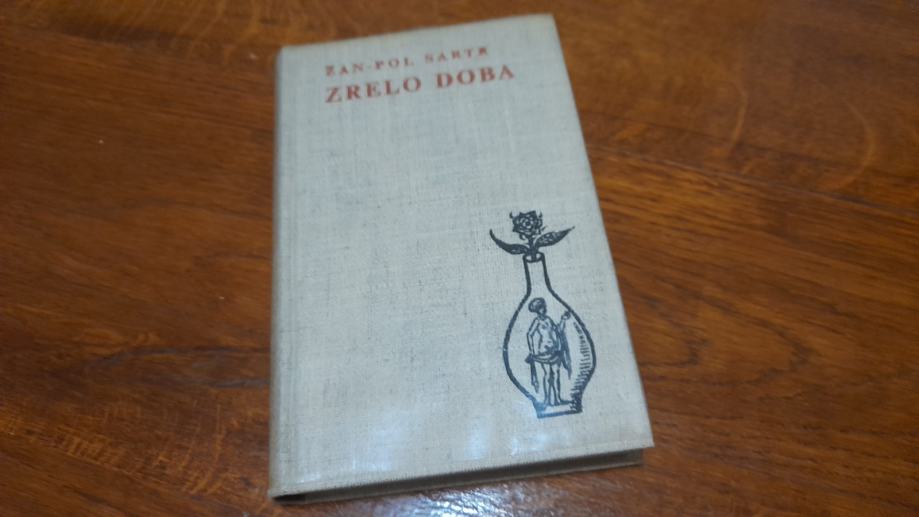 ŽAN-POL SARTR
ZRELO DOBA